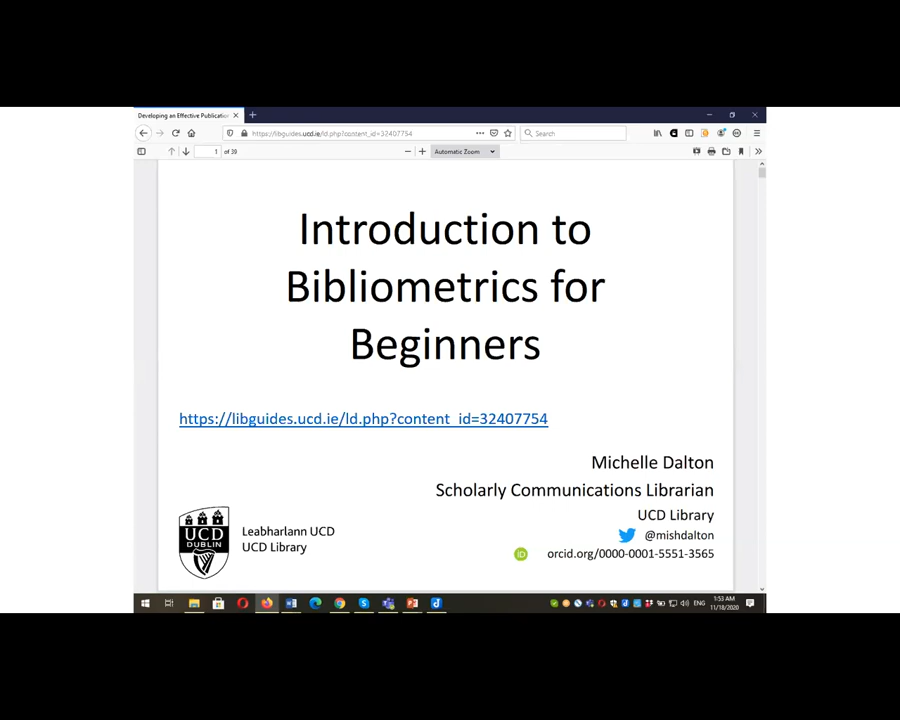 Developing an Effective Publication
https://libguides.ucd.ie/ld.php?content_id=32407754
Search
1 of 39
Automatic Zoom
Introduction to
Bibliometrics for
Beginners
https://libguides.ucd.ie/ld.php?content_id=32407754
Michelle Dalton
Scholarly Communications Librarian
UCD Library
@mishdalton
iD orcid.org/0000-0001-5551-3565
UCD
DUBLIN
Leabharlann UCD
UCD Library
ENG
1:53 AM
11/18/2020